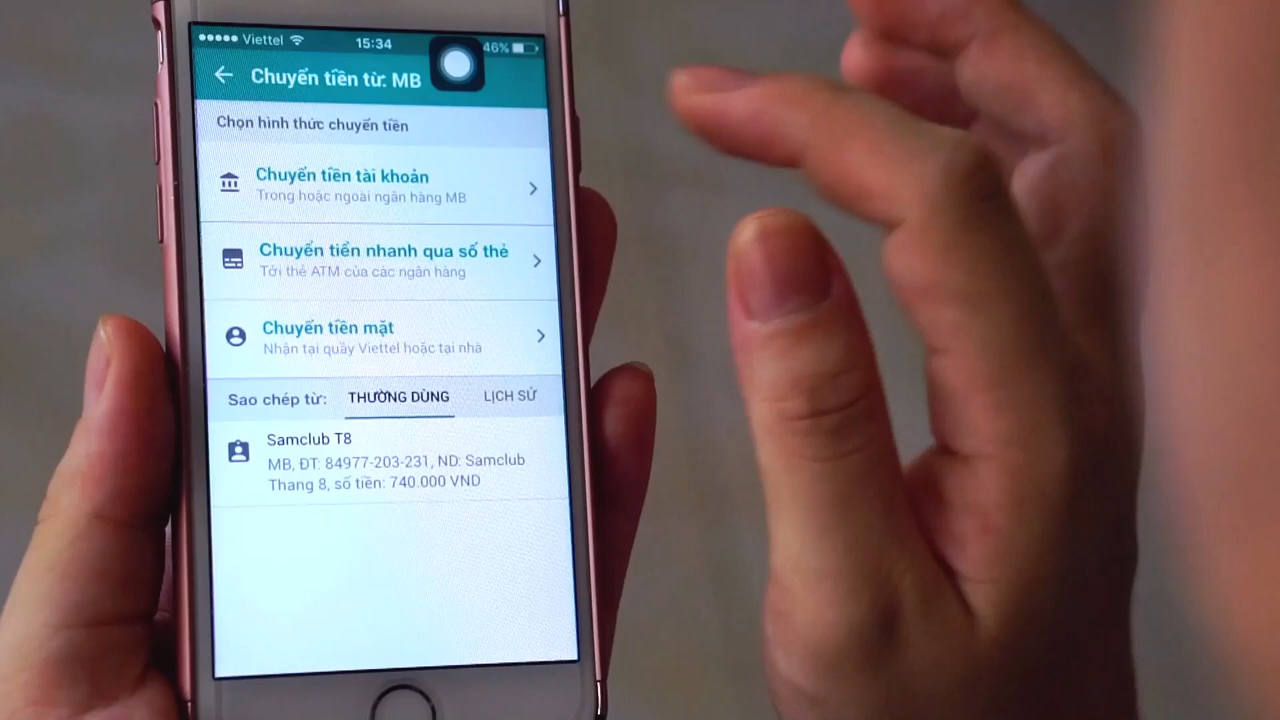 Viettel 15:34 46%
Chuyển tiền từ: MB
Chọn hình thức chuyển tiền
Chuyển tiền tài khoản
Trong hoặc ngoài ngân hàng MB
Chuyển tiền nhanh qua số thẻ
Tới thẻ ATM của các ngân hàng
Chuyển tiền mặt
Nhận tại quầy Viettel hoặc tại nhà
Sao chép từ: THƯỜNG DÙNG LỊCH SỬ
Samclub T8
MB, ĐT: 84977-203-231, ND: Samclub
Thang 8, số tiền: 740.000 VND